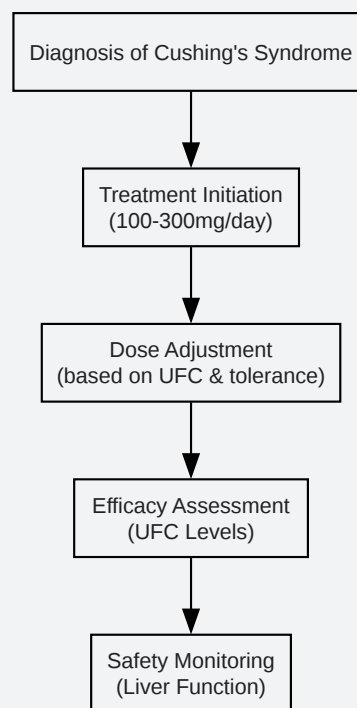 Diagnosis of Cushing's Syndrome
Treatment Initiation
(100-300mg/day)
Dose Adjustment
(based on UFC & tolerance)
Efficacy Assessment
(UFC Levels)
Safety Monitoring
(Liver Function)